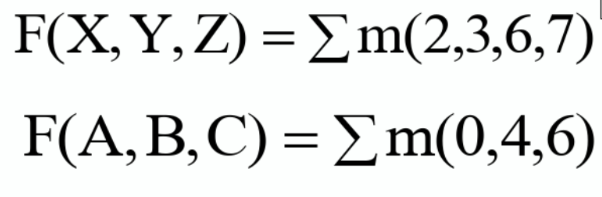 F(X, Y, Z) = ∑m(2,3,6,7)
F(A, B, C) = ∑m(0,4,6)